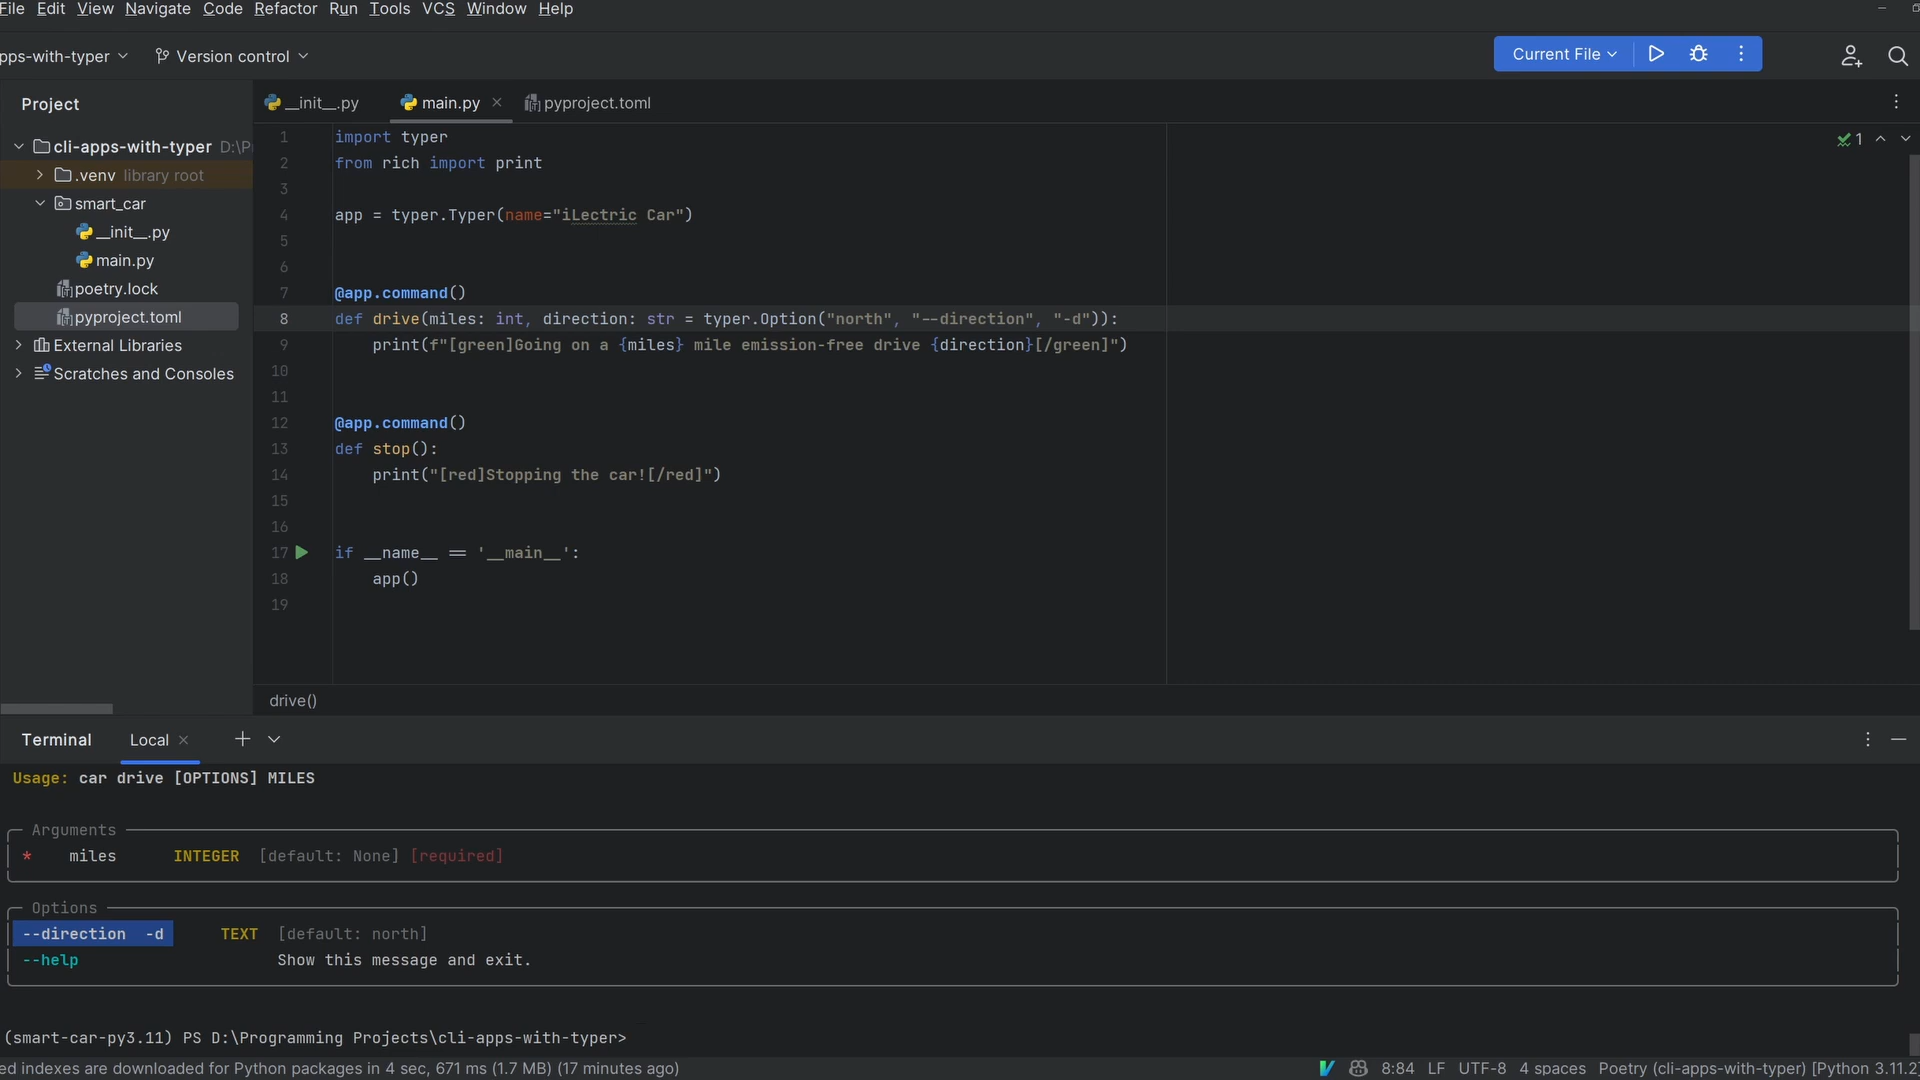 File Edit View Navigate Code Refactor Run Tools VCS Window Help
pps-with-typer Version control Current File
Project
__init__.py main.py pyproject.toml
cli-apps-with-typer D:\P
.venv library root
smart_car
__init__.py
main.py
poetry.lock
pyproject.toml
External Libraries
Scratches and Consoles
1 import typer
2 from rich import print
3
4 app = typer.Typer(name="iLectric Car")
5
6
7 @app.command()
8 def drive(miles: int, direction: str = typer.Option("north", "--direction", "-d")):
9 print(f"[green]Going on a {miles} mile emission-free drive {direction}[/green]")
10
11
12 @app.command()
13 def stop():
14 print("[red]Stopping the car![/red]")
15
16
17 if __name__ == '__main__':
18 app()
19
1
drive()
Terminal Local
Usage: car drive [OPTIONS] MILES
Arguments
* miles INTEGER [default: None] [required]
Options
--direction -d TEXT [default: north]
--help Show this message and exit.
(smart-car-py3.11) PS D:\Programming Projects\cli-apps-with-typer>
ed indexes are downloaded for Python packages in 4 sec, 671 ms (1.7 MB) (17 minutes ago) 8:84 LF UTF-8 4 spaces Poetry (cli-apps-with-typer) [Python 3.11.2